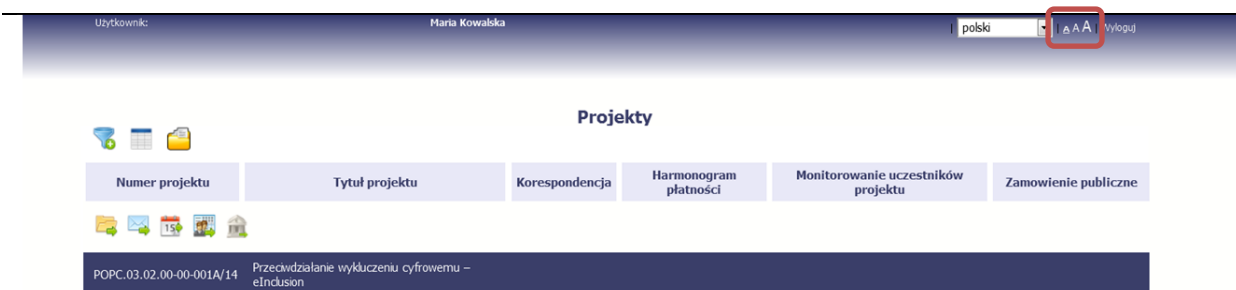 Użytkownik: Maria Kowalska | polski | A A A | Wyloguj
Projekty
Numer projektu Tytuł projektu Korespondencja Harmonogram płatności Monitorowanie uczestników projektu Zamowienie publiczne
15
POPC.03.02.00-00-001A/14 Przeciwdziałanie wykluczeniu cyfrowemu –
eInclusion